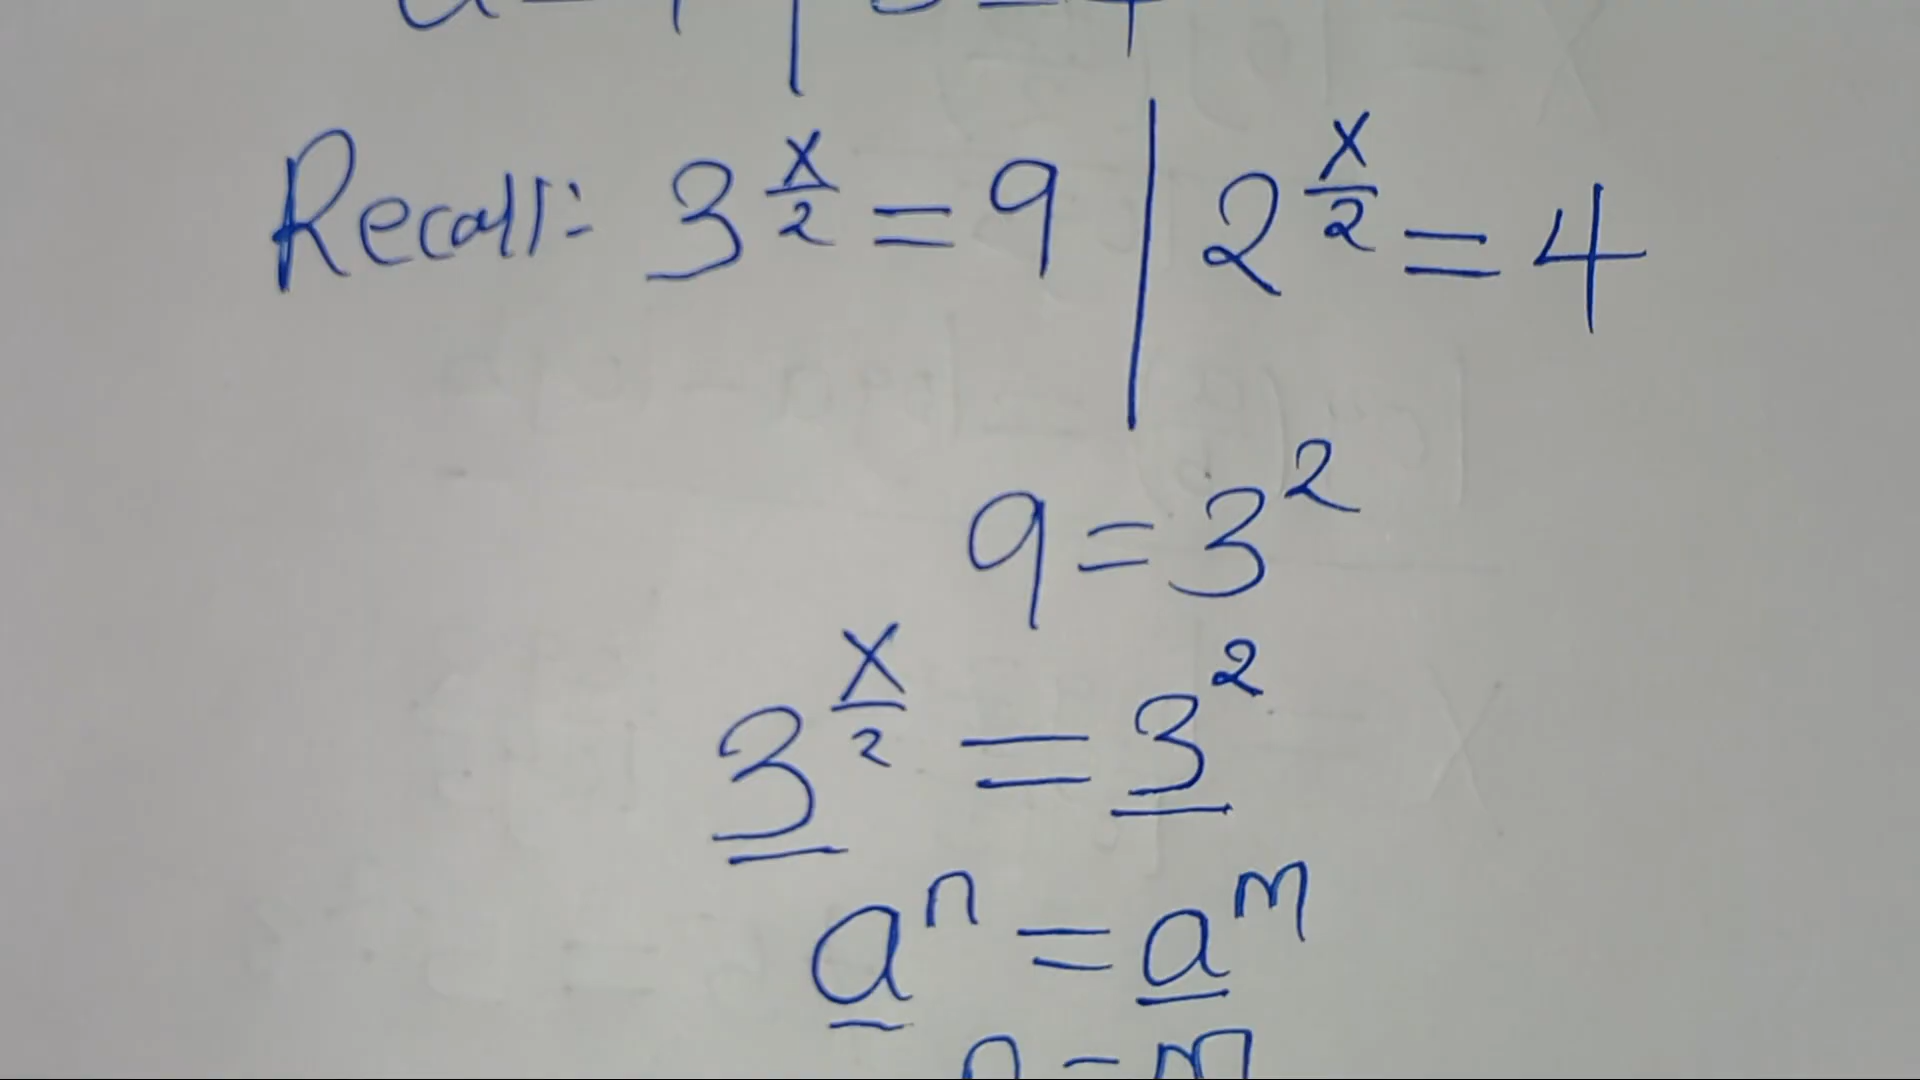 Recall: 3^(x/2) = 9 | 2^(x/2) = 4
9 = 3^2
3^(x/2) = 3^2
a^n = a^m
n = m